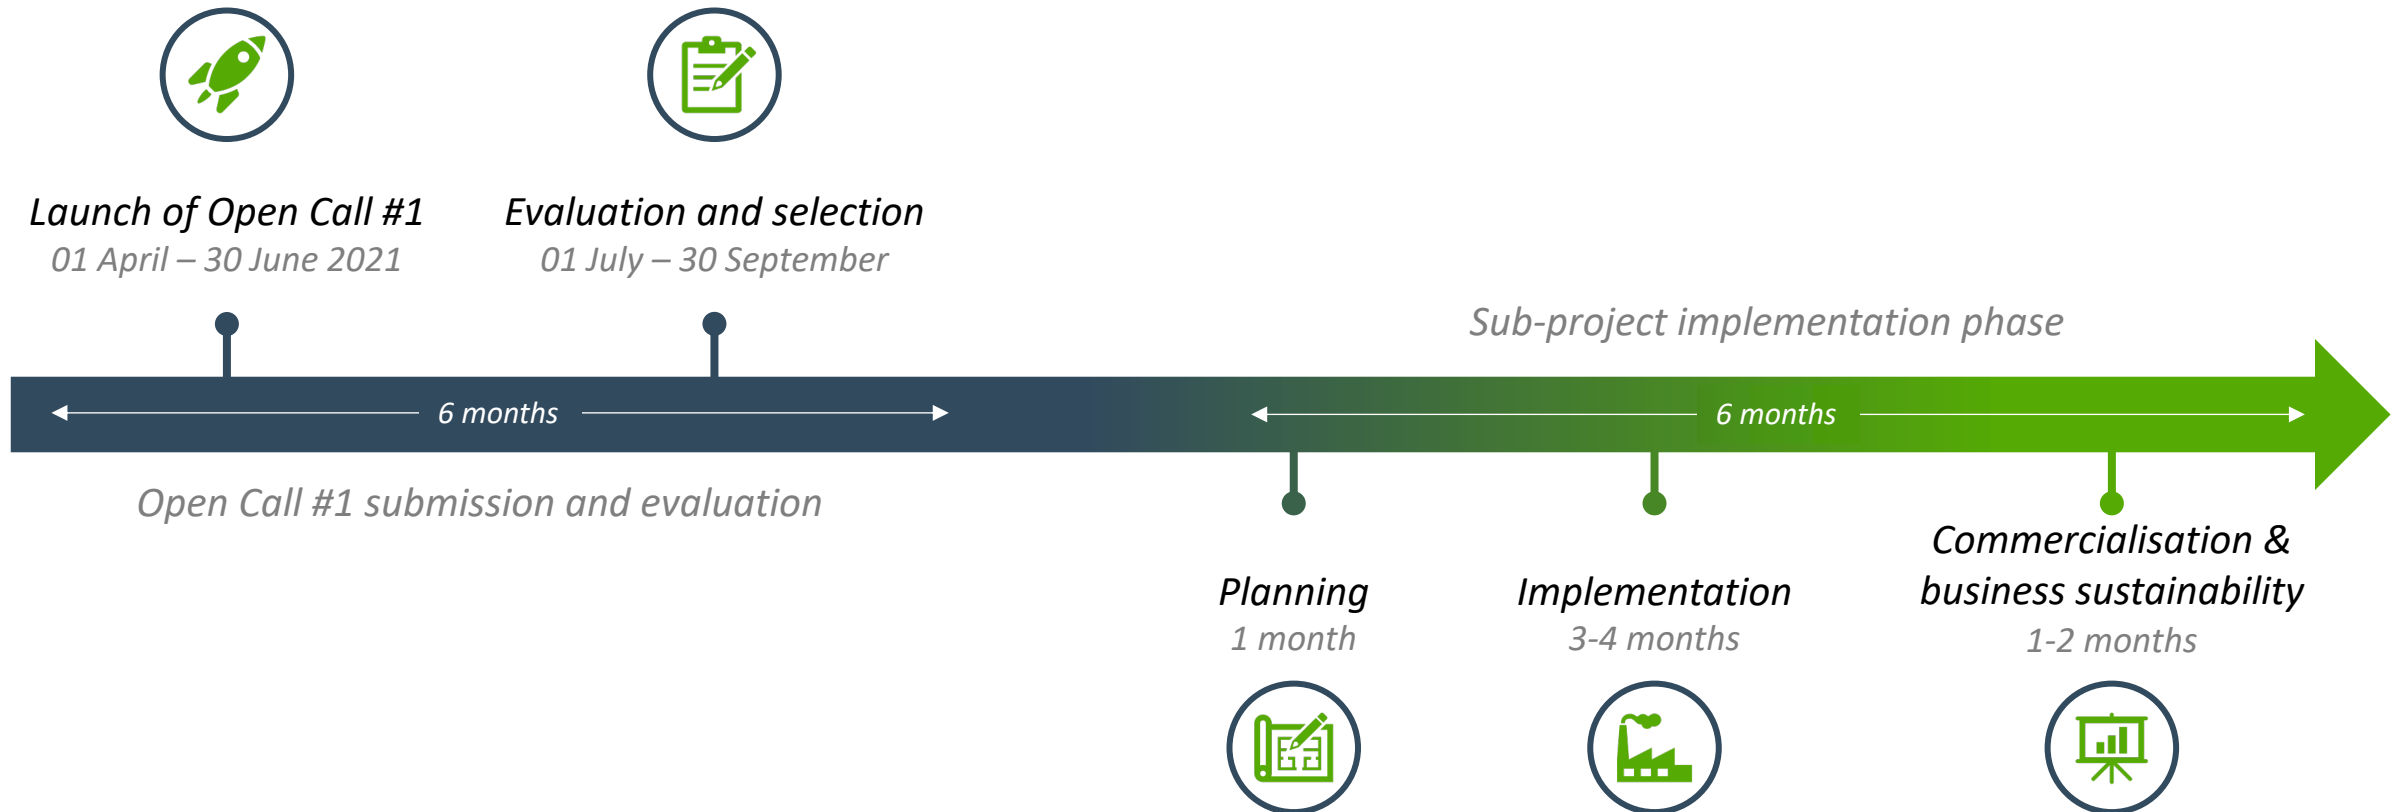 Launch of Open Call #1
01 April – 30 June 2021
Evaluation and selection
01 July – 30 September
Sub-project implementation phase
6 months
6 months
Open Call #1 submission and evaluation
Planning
1 month
Implementation
3-4 months
Commercialisation &
business sustainability
1-2 months